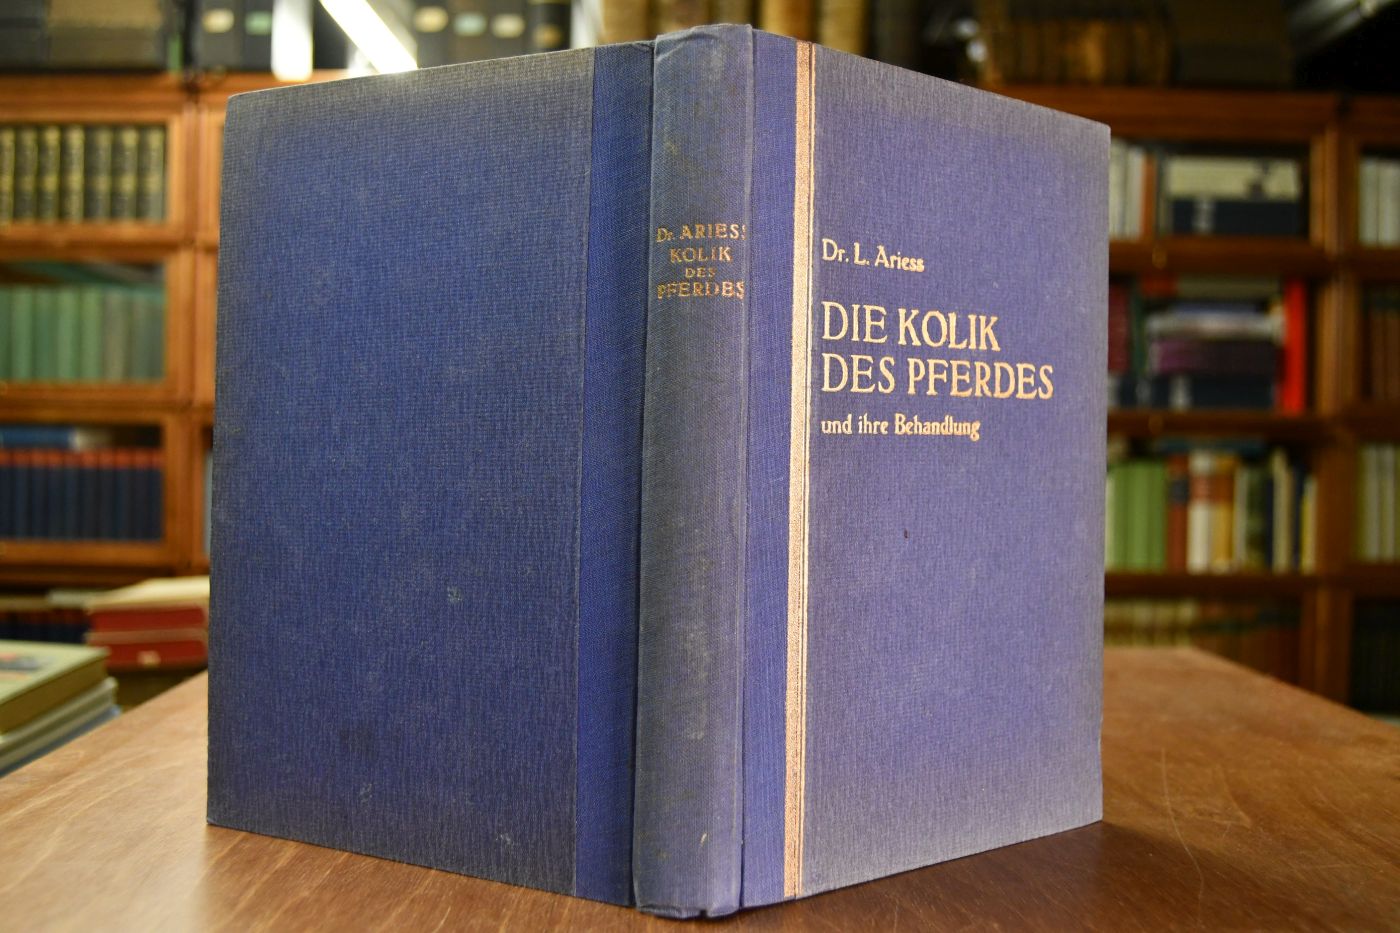 Dr. ARIESS
KOLIK
DES
PFERDES
Dr. L. Ariess
DIE KOLIK
DES PFERDES
und ihre Behandlung